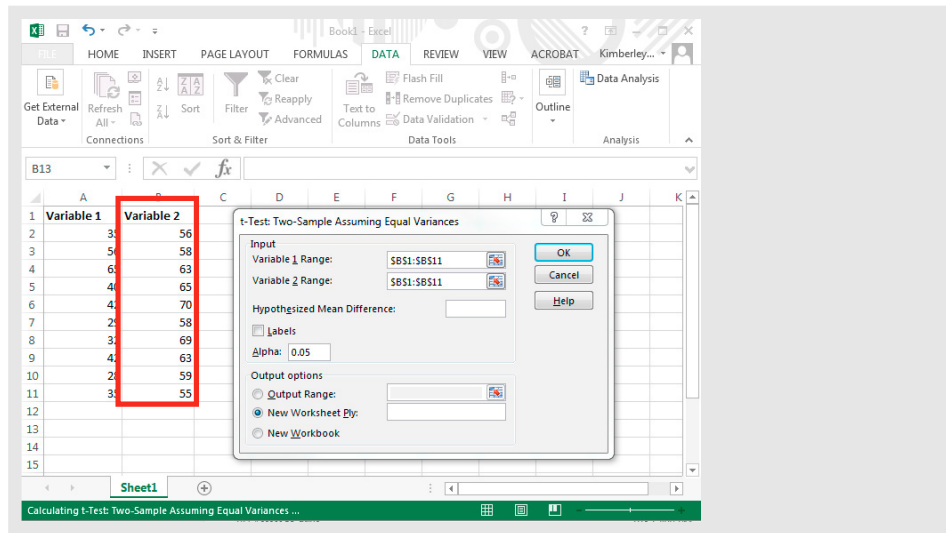 Book1 - Excel
FILE HOME INSERT PAGE LAYOUT FORMULAS DATA REVIEW VIEW ACROBAT Kimberley...
Get External Data
Refresh All
Connections
Sort
Filter
Clear
Reapply
Advanced
Sort & Filter
Text to Columns
Flash Fill
Remove Duplicates
Data Validation
Data Tools
Outline
Data Analysis
Analysis
B13 fx
A B C D E F G H I J K
1 Variable 1 Variable 2
2 35 56
3 56 58
4 63
5 65
6 70
7 58
8 69
9 63
10 59
11 55
12
13
14
15
t-Test: Two-Sample Assuming Equal Variances
Input
Variable 1 Range: $B$1:$B$11
Variable 2 Range: $B$1:$B$11
Hypothesized Mean Difference:
Labels
Alpha: 0.05
Output options
Output Range:
New Worksheet Ply:
New Workbook
OK
Cancel
Help
Sheet1
Calculating t-Test: Two-Sample Assuming Equal Variances ...